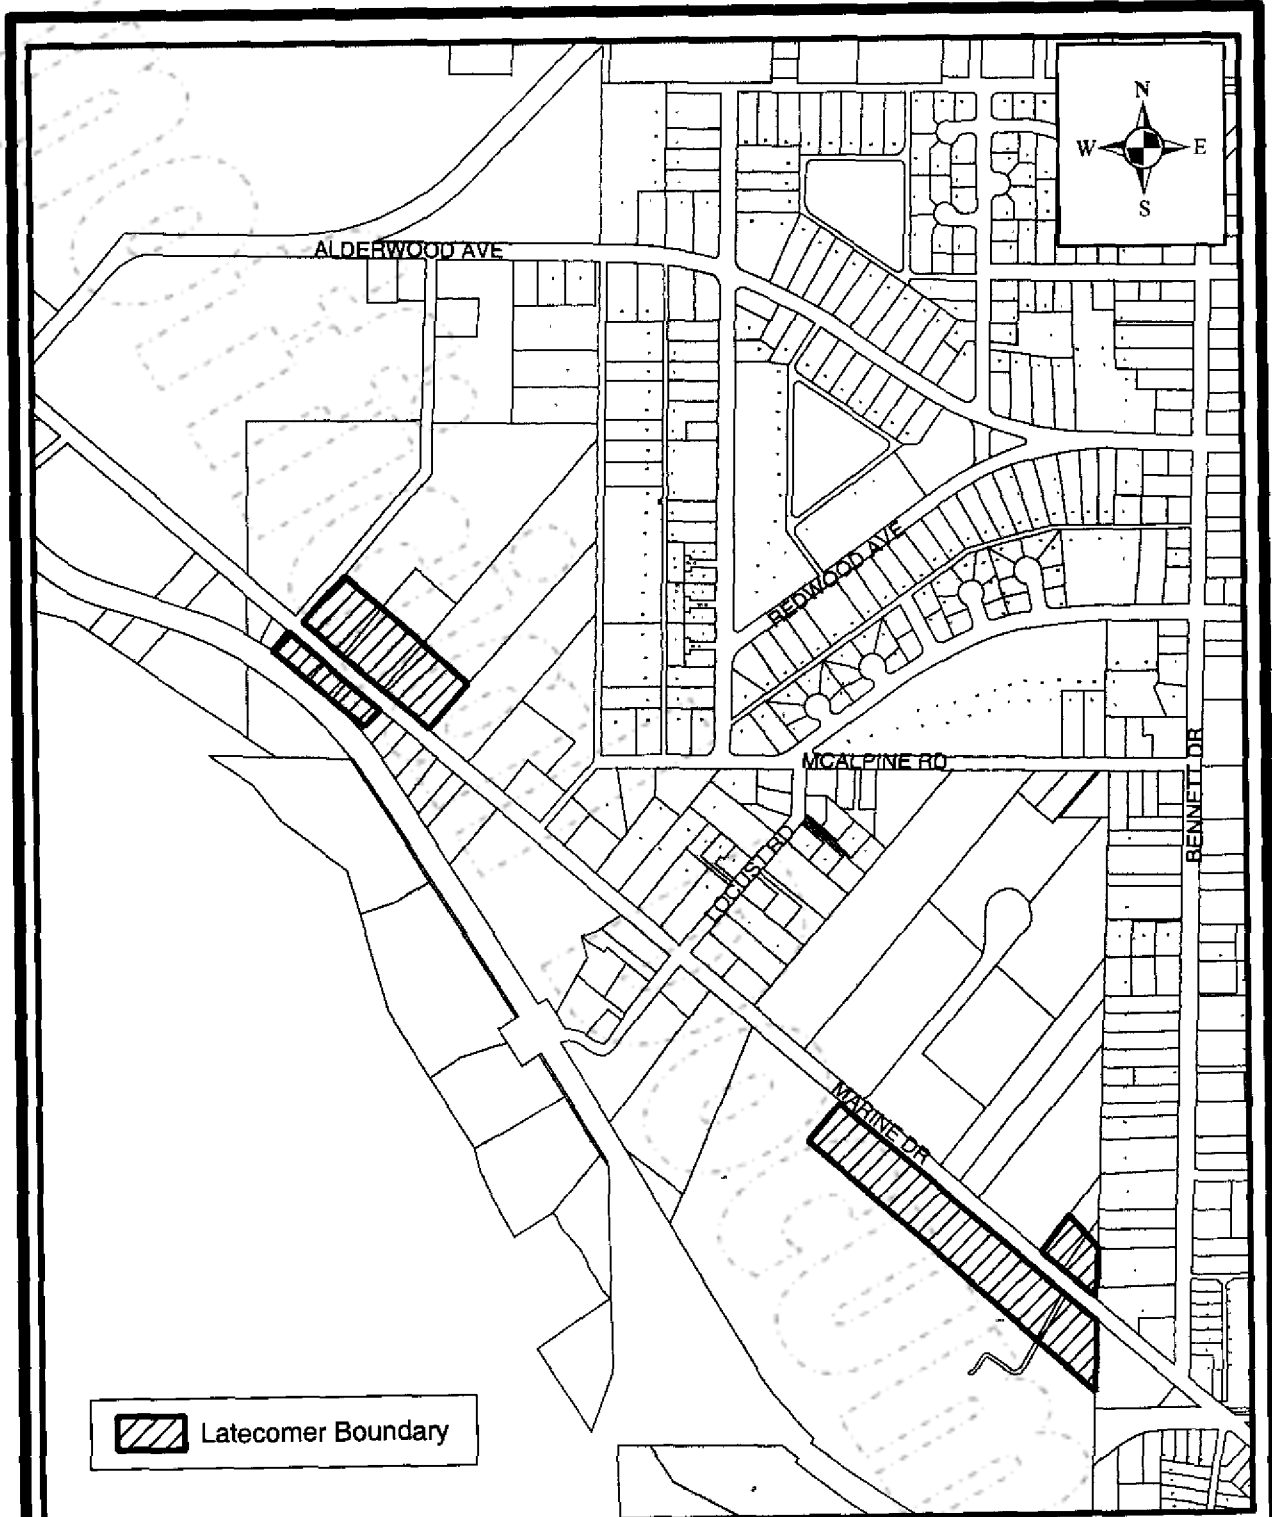 N
W E
S
ALDERWOOD AVE
REDWOOD AVE
MCALPINE RD
BENNETT DR
LOCUST RD
MARINE DR
Latecomer Boundary